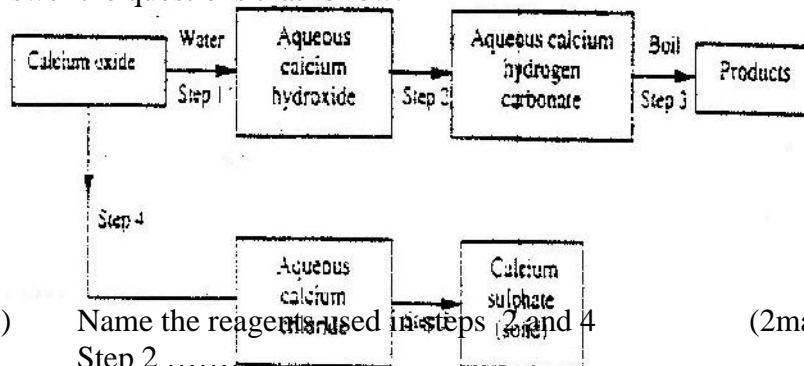 Calcium oxide
Water
Step 1
Aqueous
calcium
hydroxide
Step 2
Aqueous calcium
hydrogen
carbonate
Boil
Step 3
Products
Step 4
Aqueous
calcium
chloride
Calcium
sulphate
(solid)
) Name the reagents used in steps 2 and 4 (2ma
Step 2 ........